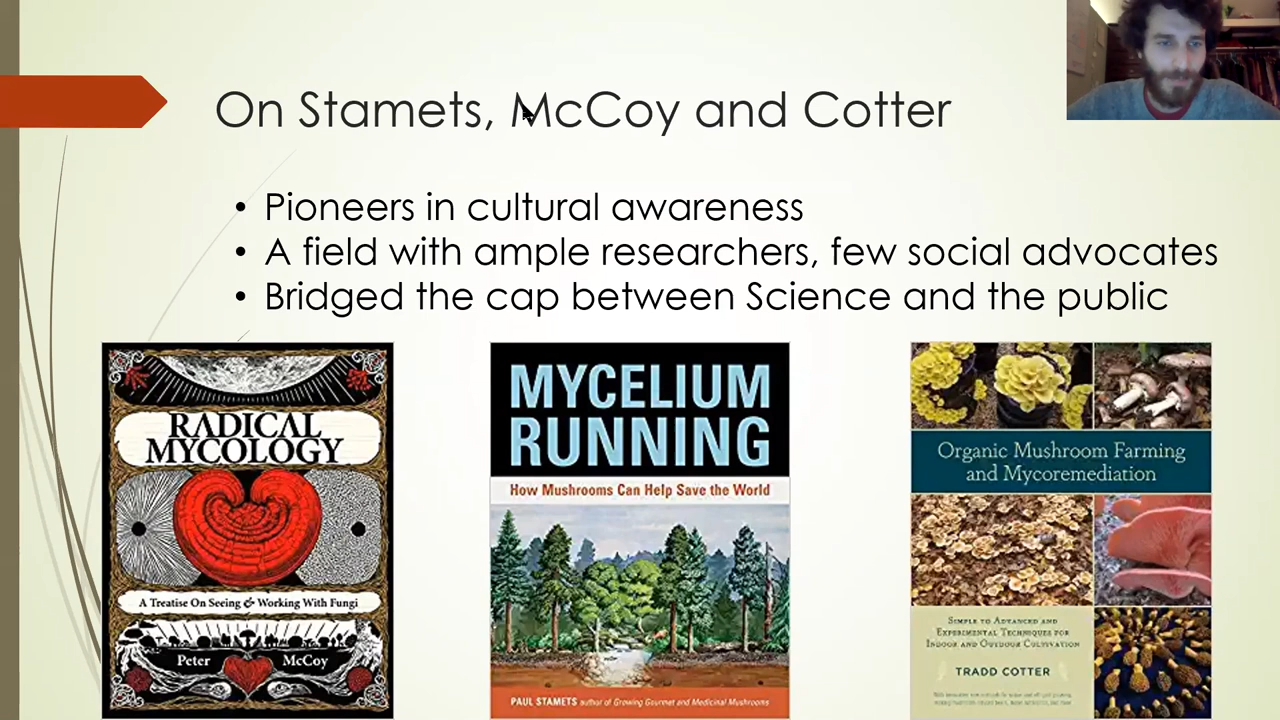 On Stamets, McCoy and Cotter
• Pioneers in cultural awareness
• A field with ample researchers, few social advocates
• Bridged the cap between Science and the public
RADICAL
MYCOLOGY
A Treatise On Seeing & Working With Fungi
Peter McCoy
MYCELIUM
RUNNING
How Mushrooms Can Help Save the World
PAUL STAMETS author of Growing Gourmet and Medicinal Mushrooms
Organic Mushroom Farming
and Mycoremediation
SIMPLE TO ADVANCED AND
EXPERIMENTAL TECHNIQUES FOR
INDOOR AND OUTDOOR CULTIVATION
TRADD COTTER